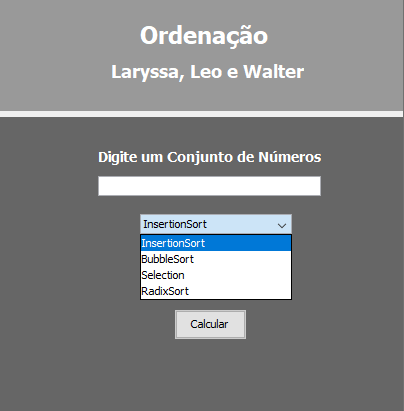 Ordenação
Laryssa, Leo e Walter
Digite um Conjunto de Números
InsertionSort
InsertionSort
BubbleSort
Selection
RadixSort
Calcular